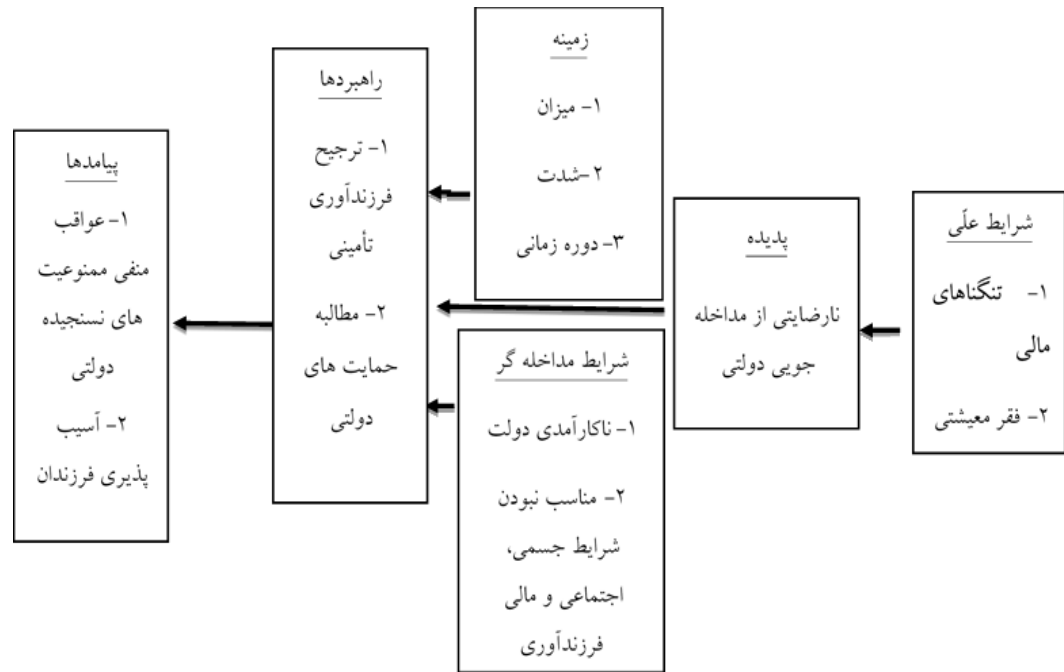 شرایط علّی
۱- تنگناهای
مالی
۲- فقر معیشتی
پدیده
نارضایتی از مداخله
جویی دولتی
زمینه
۱- میزان
۲-شدت
۳- دوره زمانی
شرایط مداخله گر
۱- ناکارآمدی دولت
۲- مناسب نبودن
شرایط جسمی،
اجتماعی و مالی
فرزندآوری
راهبردها
۱- ترجیح
فرزندآوری
تأمینی
۲- مطالبه
حمایت های
دولتی
پیامدها
۱- عواقب
منفی ممنوعیت
های نسنجیده
دولتی
۲- آسیب
پذیری فرزندان